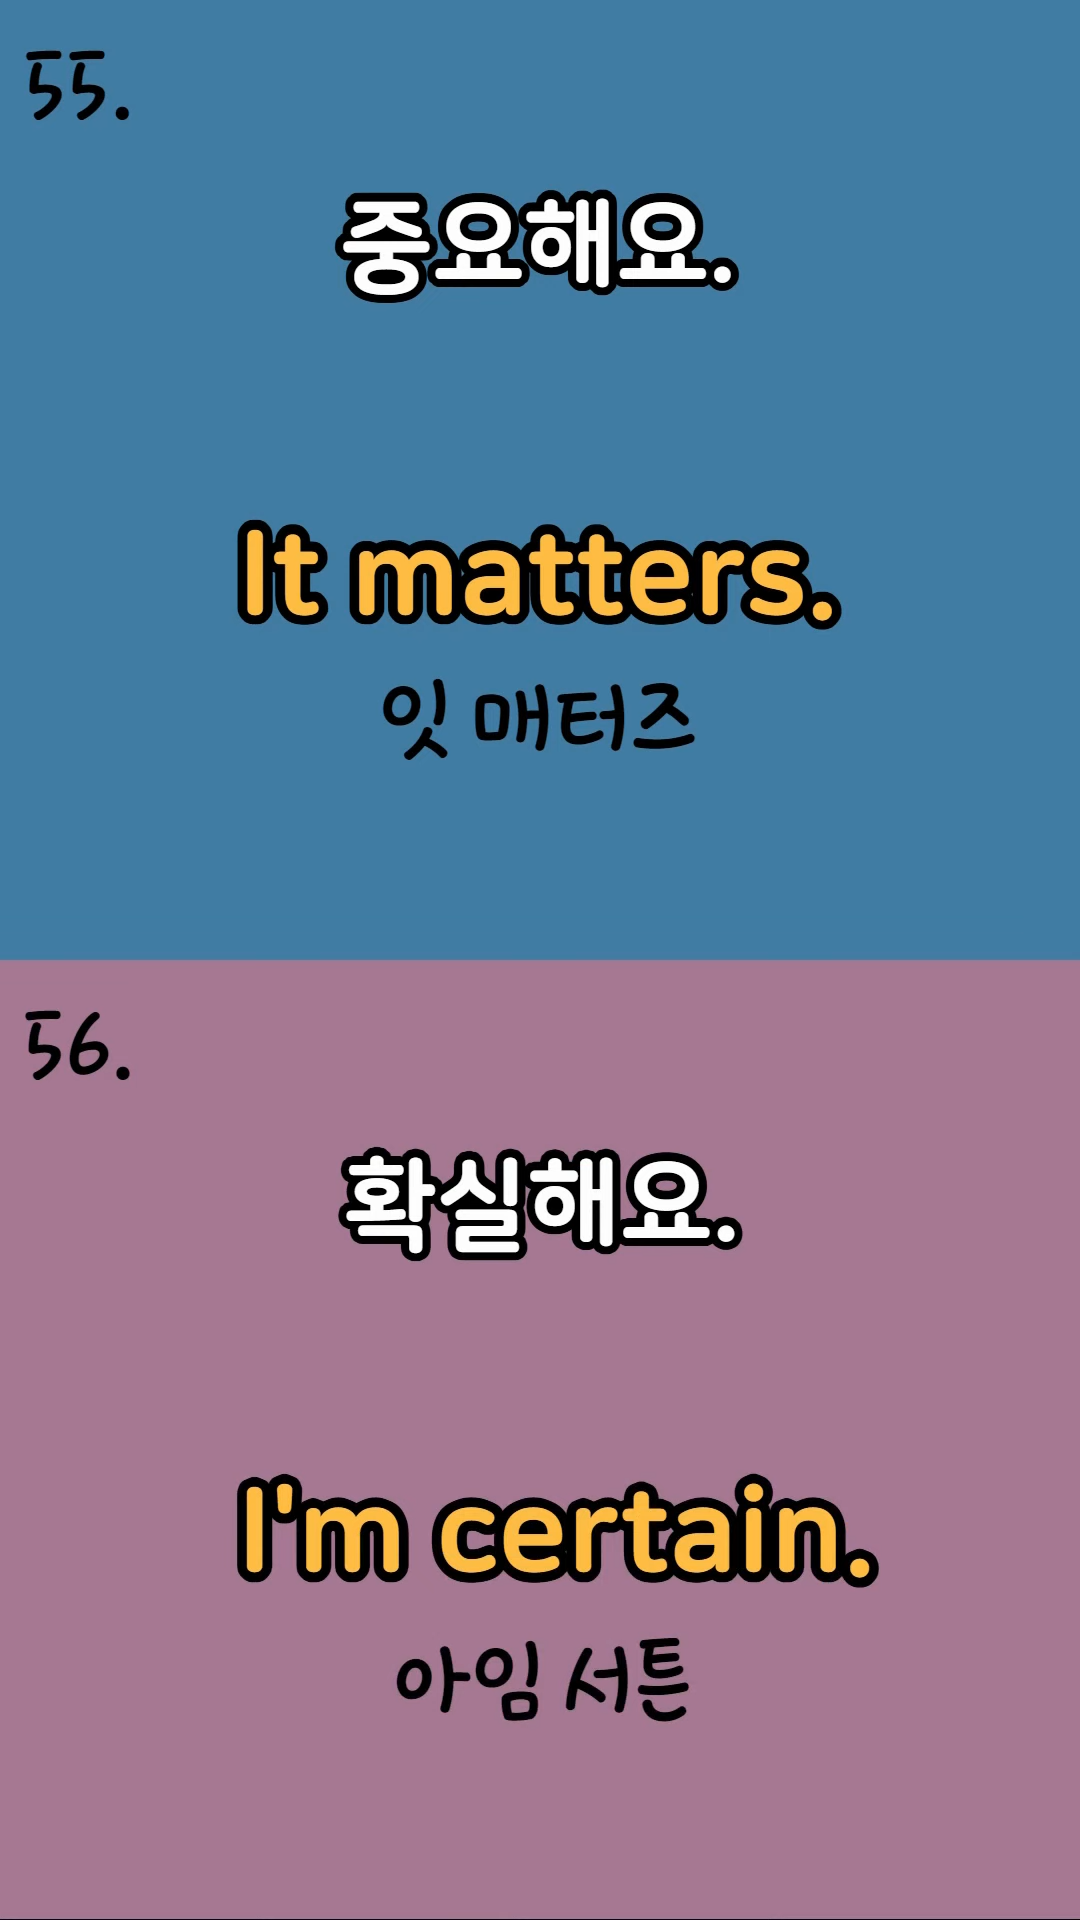 55.
중요해요.
It matters.
잇 매터즈
56.
확실해요.
I'm certain.
아임 서튼